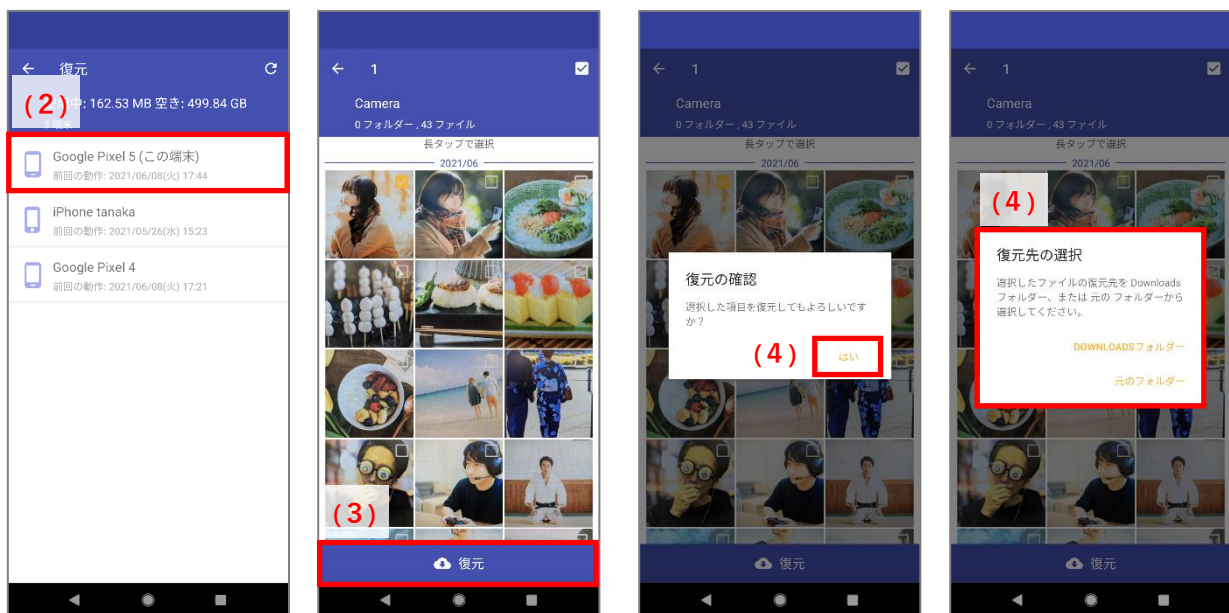 復元
(2)
中: 162.53 MB 空き: 499.84 GB
3 端末
Google Pixel 5 (この端末)
前回の動作: 2021/06/08(火) 17:44
iPhone tanaka
前回の動作: 2021/05/26(水) 15:23
Google Pixel 4
前回の動作: 2021/06/08(火) 17:21
1
Camera
0 フォルダー , 43 ファイル
長タップで選択
2021/06
(3)
復元
1
Camera
0 フォルダー , 43 ファイル
長タップで選択
2021/06
復元の確認
選択した項目を復元してもよろしいです
か？
(4)
はい
復元
1
Camera
0 フォルダー , 43 ファイル
長タップで選択
2021/06
(4)
復元先の選択
選択したファイルの復元先を Downloads
フォルダー、または 元の フォルダーから
選択してください。
DOWNLOADSフォルダー
元のフォルダー
復元